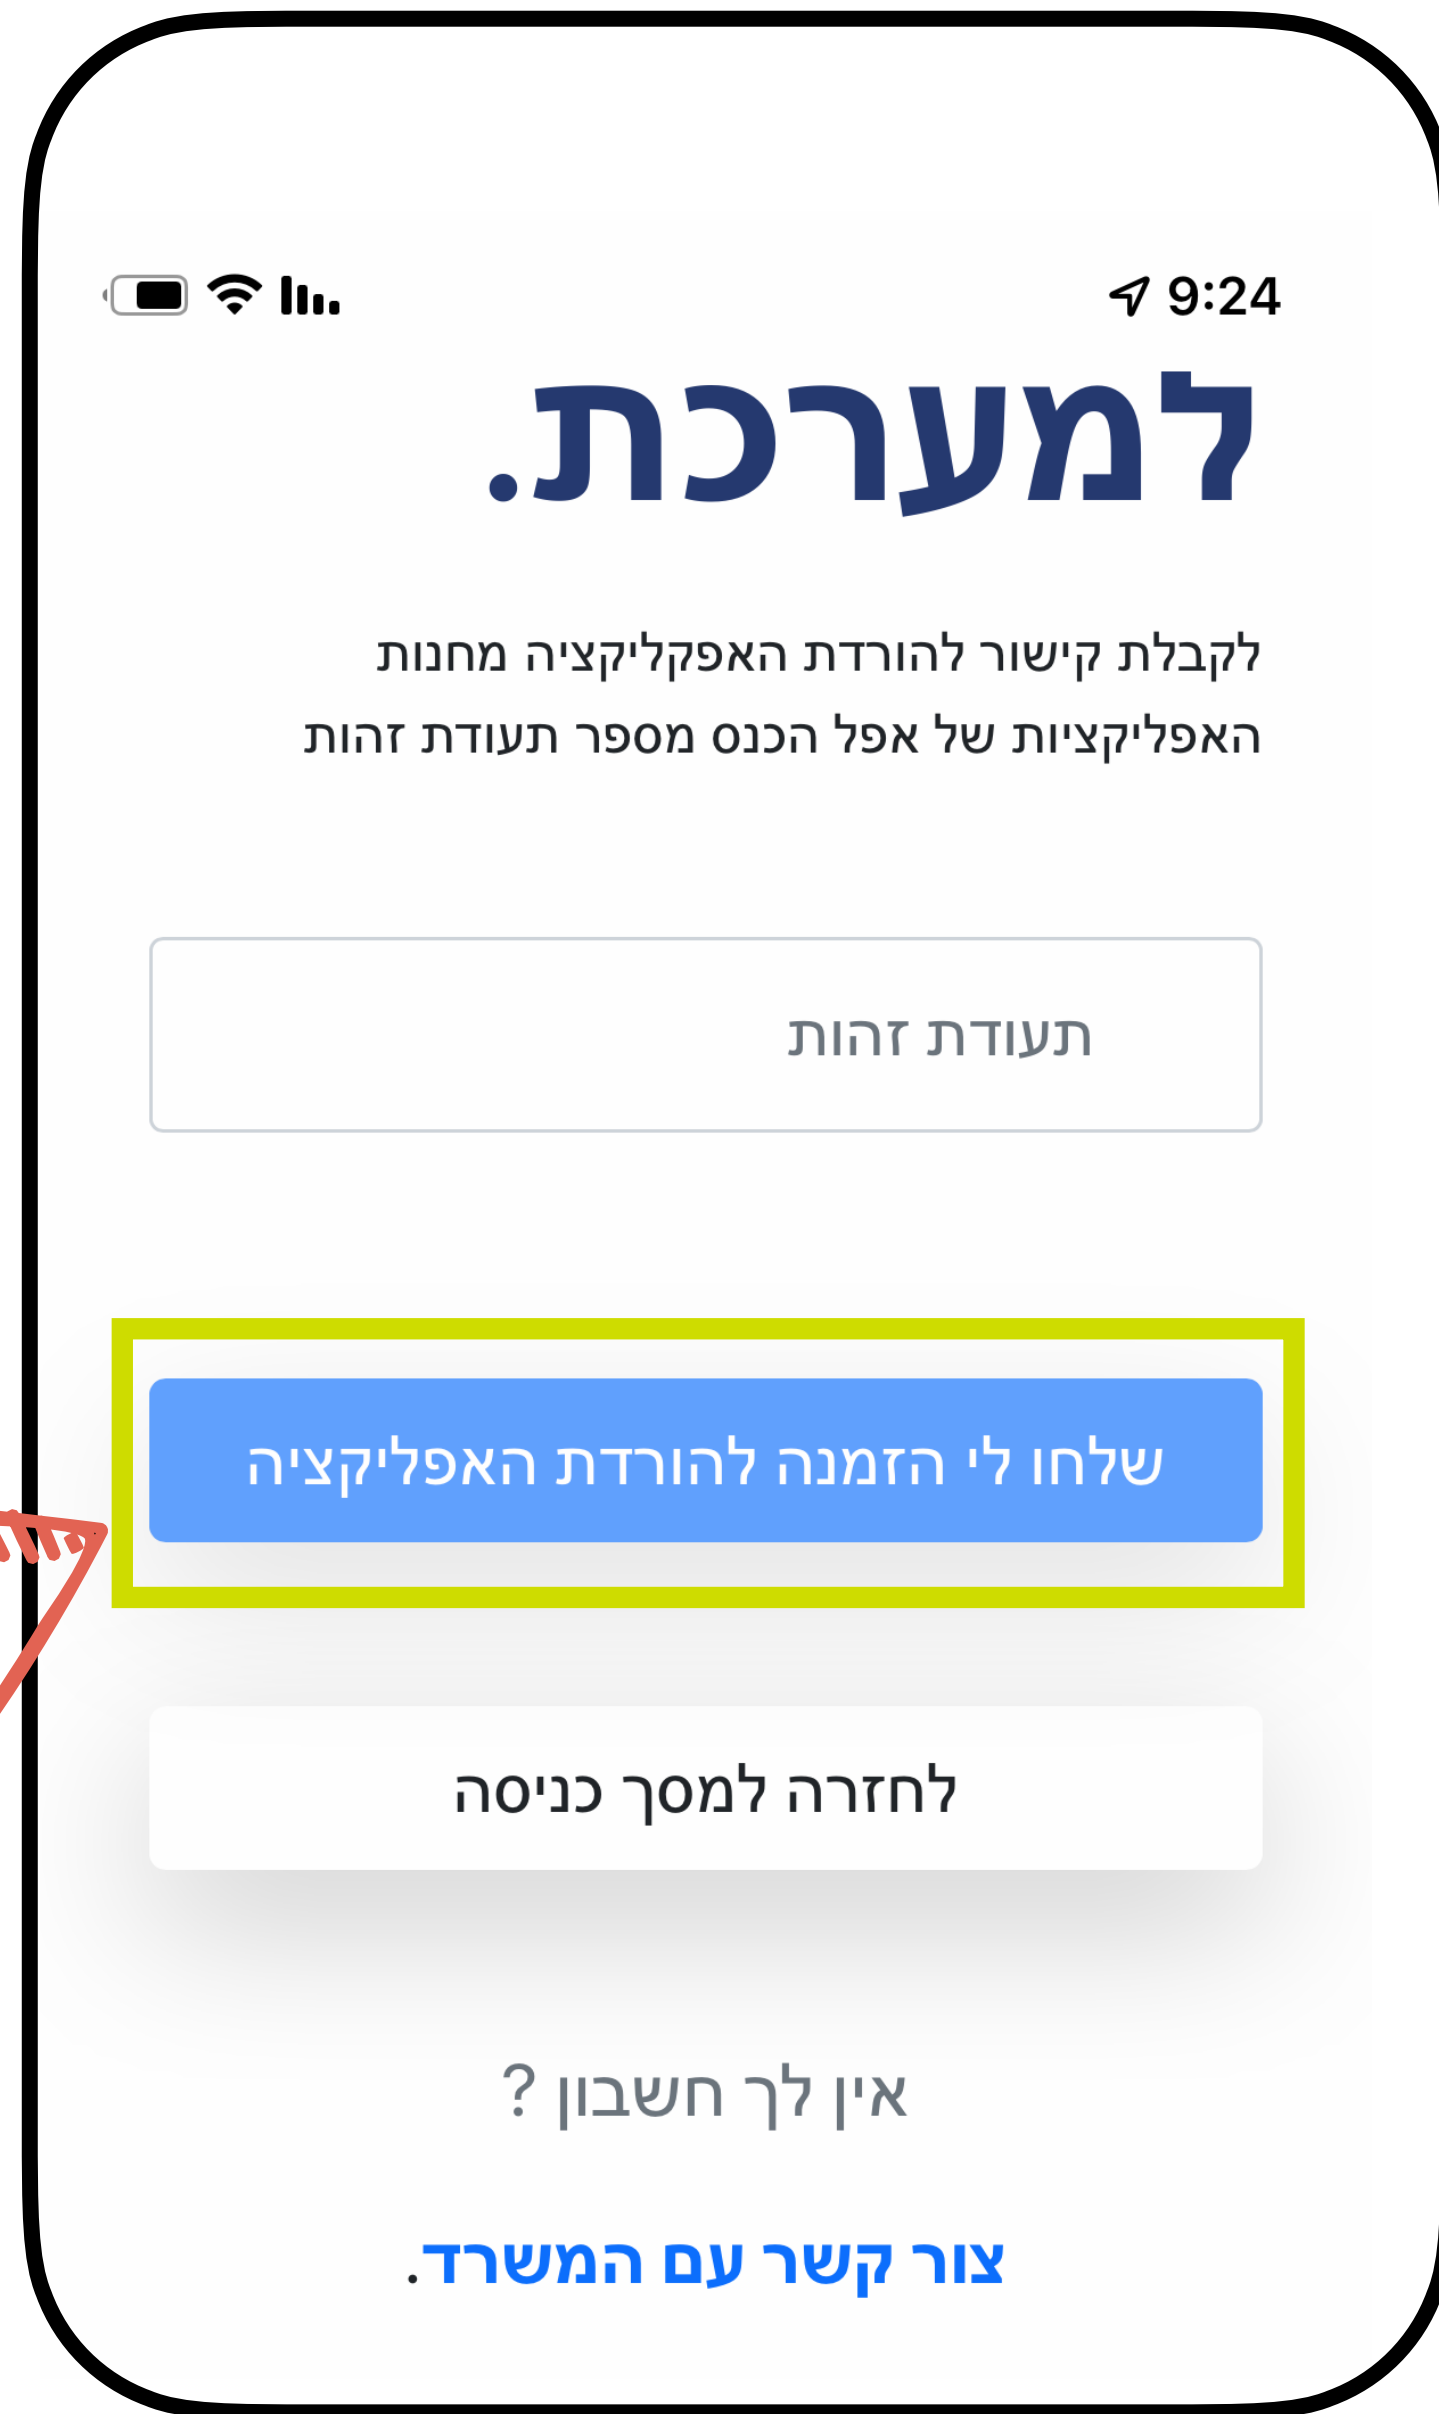 9:24
למערכת.
לקבלת קישור להורדת האפקליקציה מחנות
האפליקציות של אפל הכנס מספר תעודת זהות
תעודת זהות
שלחו לי הזמנה להורדת האפליקציה
לחזרה למסך כניסה
אין לך חשבון ?
צור קשר עם המשרד.